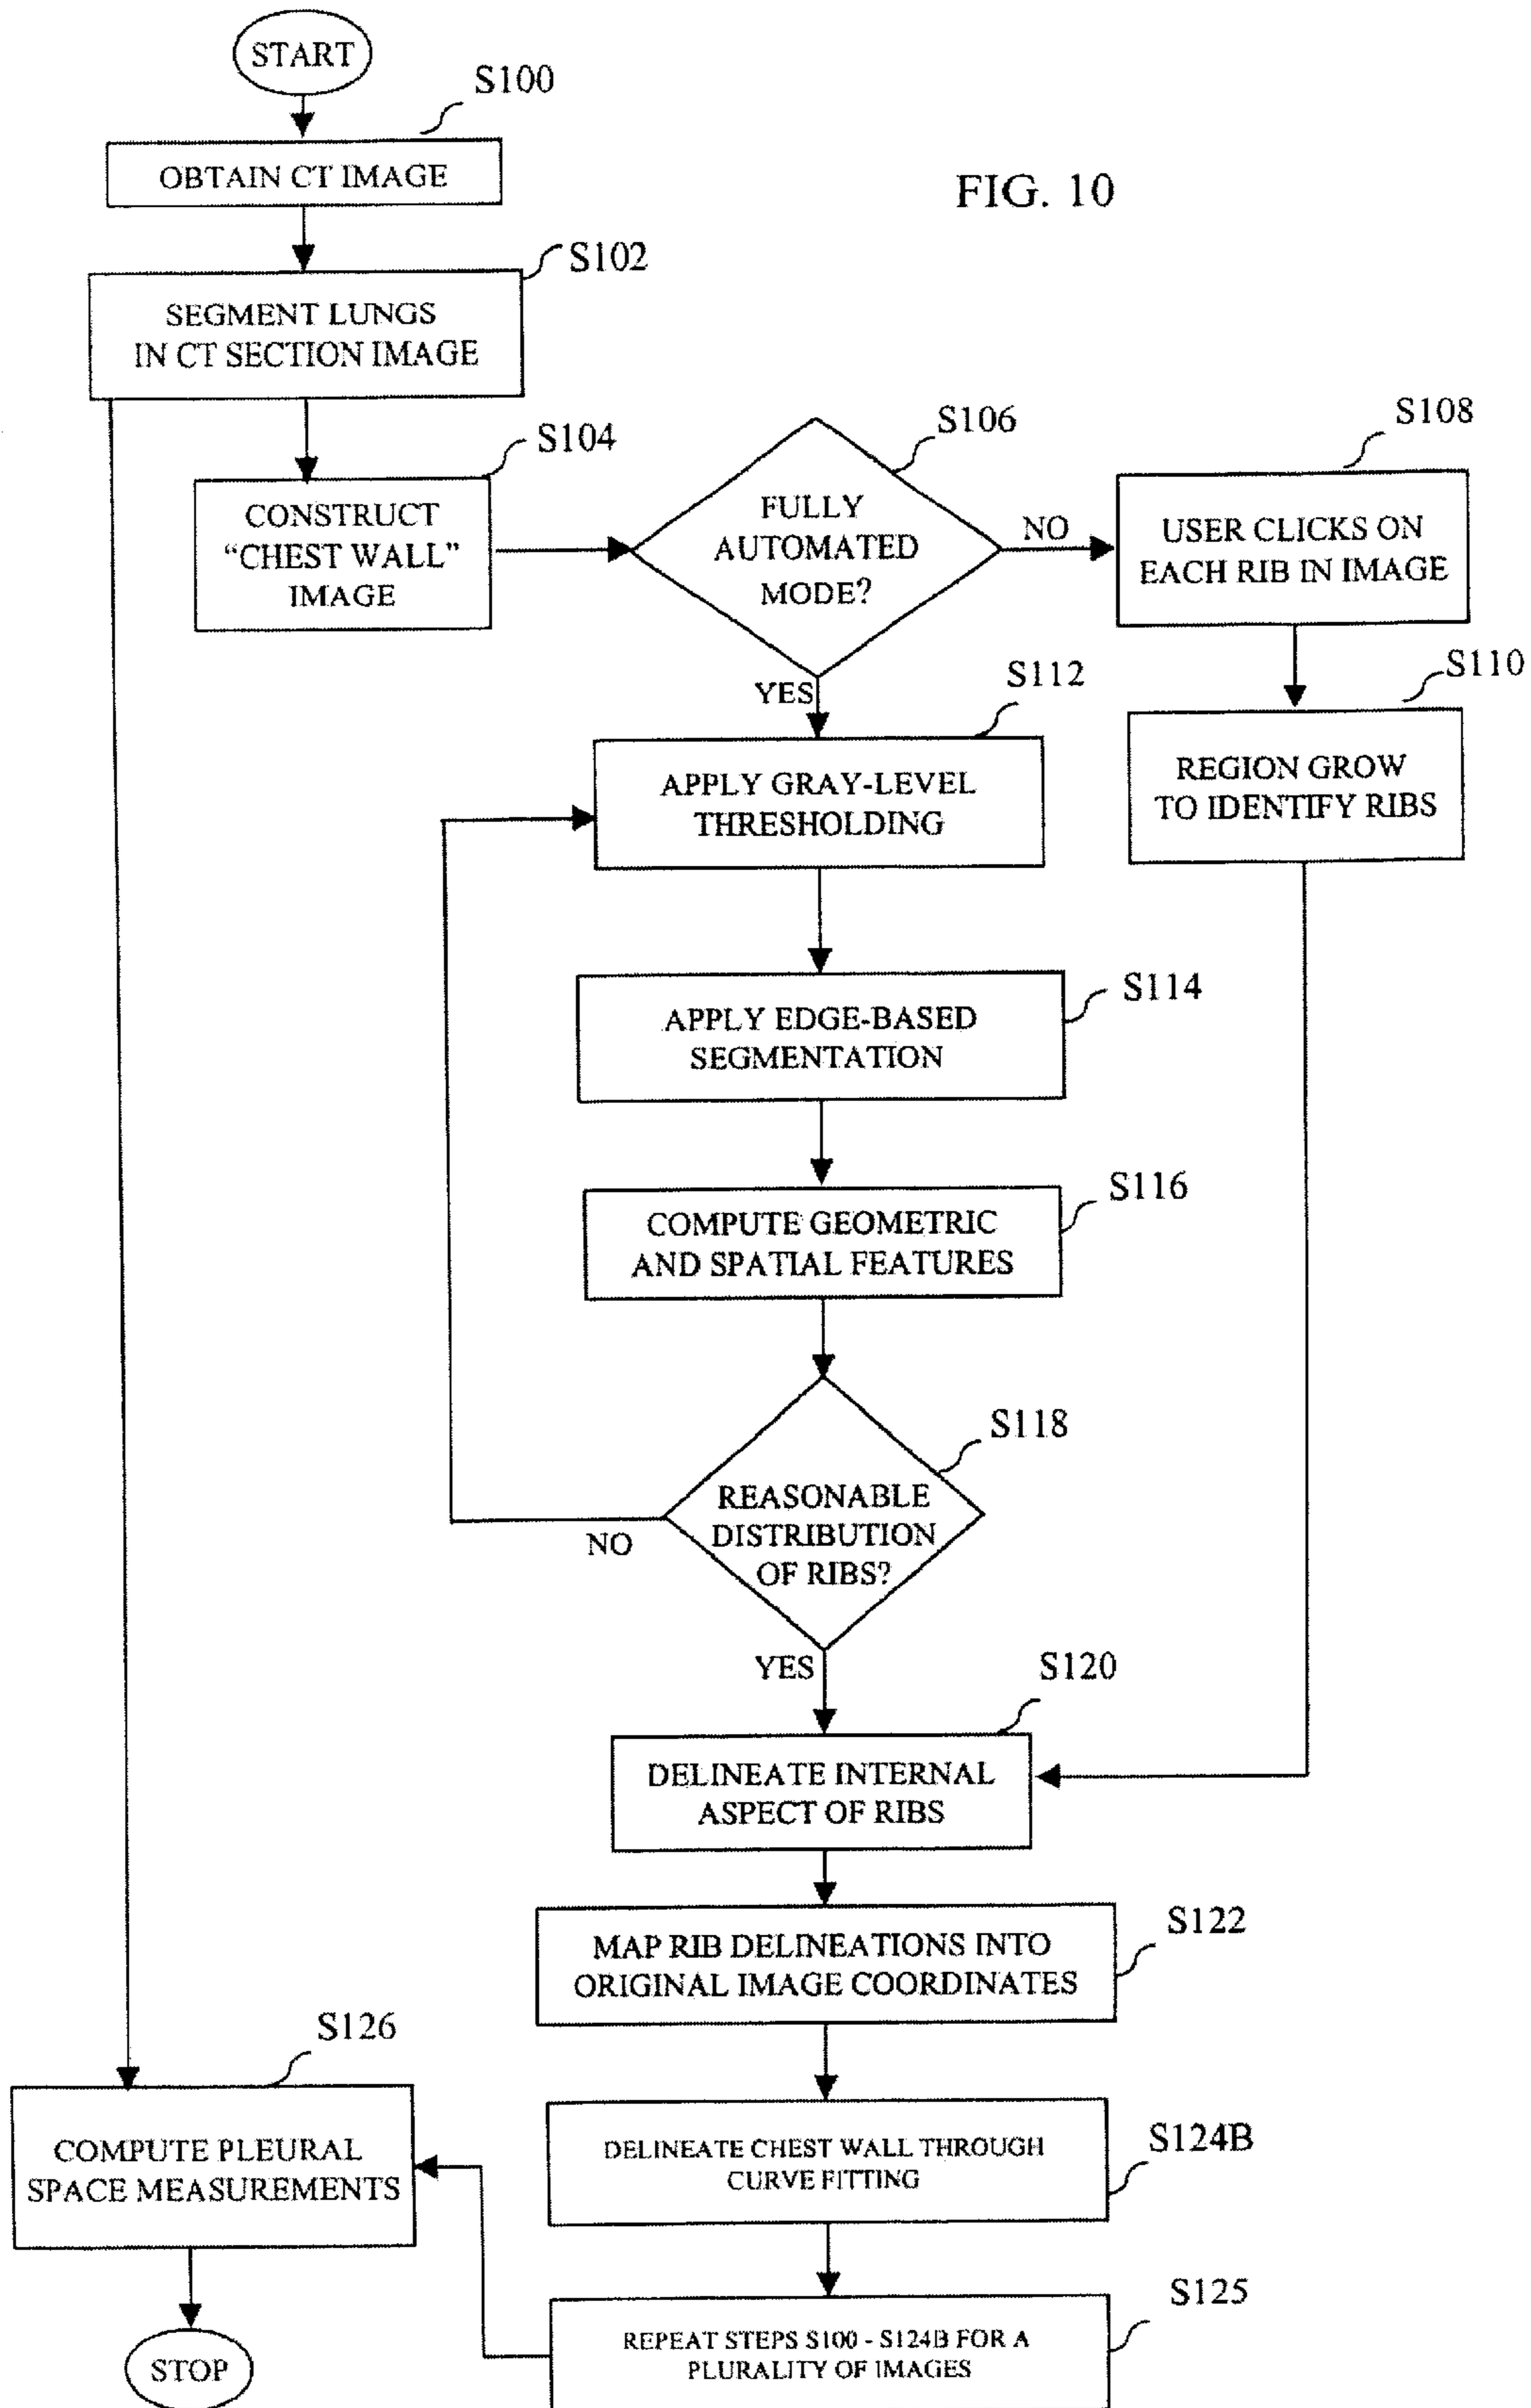 START
S100
OBTAIN CT IMAGE
FIG. 10
S102
SEGMENT LUNGS
IN CT SECTION IMAGE
S104
CONSTRUCT
“CHEST WALL”
IMAGE
S106
FULLY
AUTOMATED
MODE?
NO
YES
S108
USER CLICKS ON
EACH RIB IN IMAGE
S110
REGION GROW
TO IDENTIFY RIBS
S112
APPLY GRAY-LEVEL
THRESHOLDING
S114
APPLY EDGE-BASED
SEGMENTATION
S116
COMPUTE GEOMETRIC
AND SPATIAL FEATURES
S118
REASONABLE
DISTRIBUTION
OF RIBS?
NO
YES
S120
DELINEATE INTERNAL
ASPECT OF RIBS
S122
MAP RIB DELINEATIONS INTO
ORIGINAL IMAGE COORDINATES
S124B
DELINEATE CHEST WALL THROUGH
CURVE FITTING
S125
REPEAT STEPS S100 - S124B FOR A
PLURALITY OF IMAGES
S126
COMPUTE PLEURAL
SPACE MEASUREMENTS
STOP